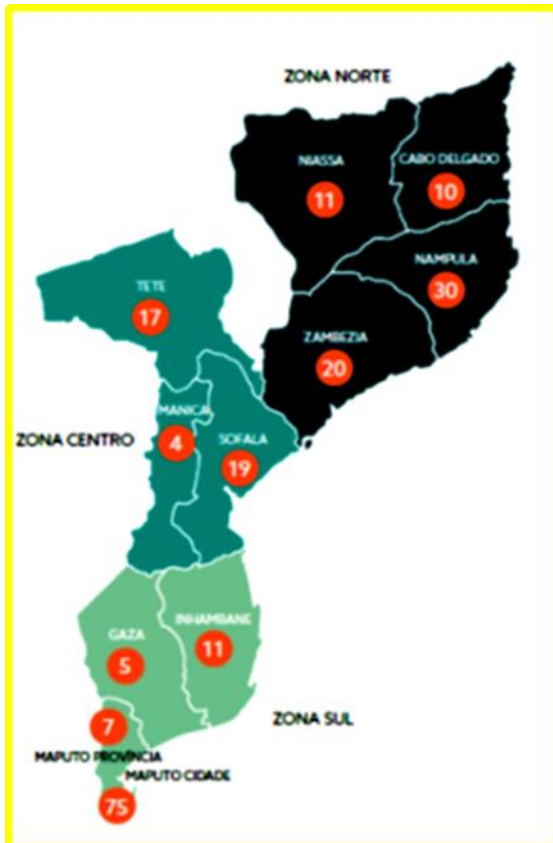 ZONA NORTE
NIASSA
11
CABO DELGADO
10
NAMPULA
30
TETE
17
ZAMBEZIA
20
MANICA
4
ZONA CENTRO
SOFALA
19
INHAMBANE
11
GAZA
5
7
ZONA SUL
MAPUTO PROVÍNCIA
MAPUTO CIDADE
75